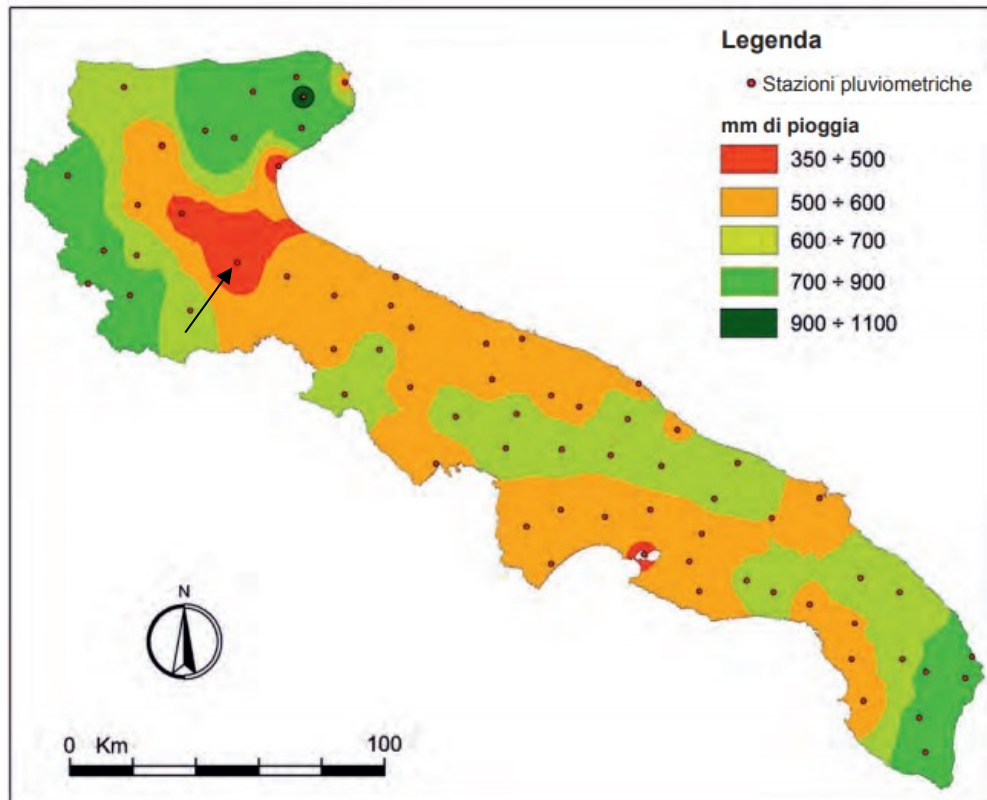 Legenda
Stazioni pluviometriche
mm di pioggia
350 ÷ 500
500 ÷ 600
600 ÷ 700
700 ÷ 900
900 ÷ 1100
N
0 Km 100